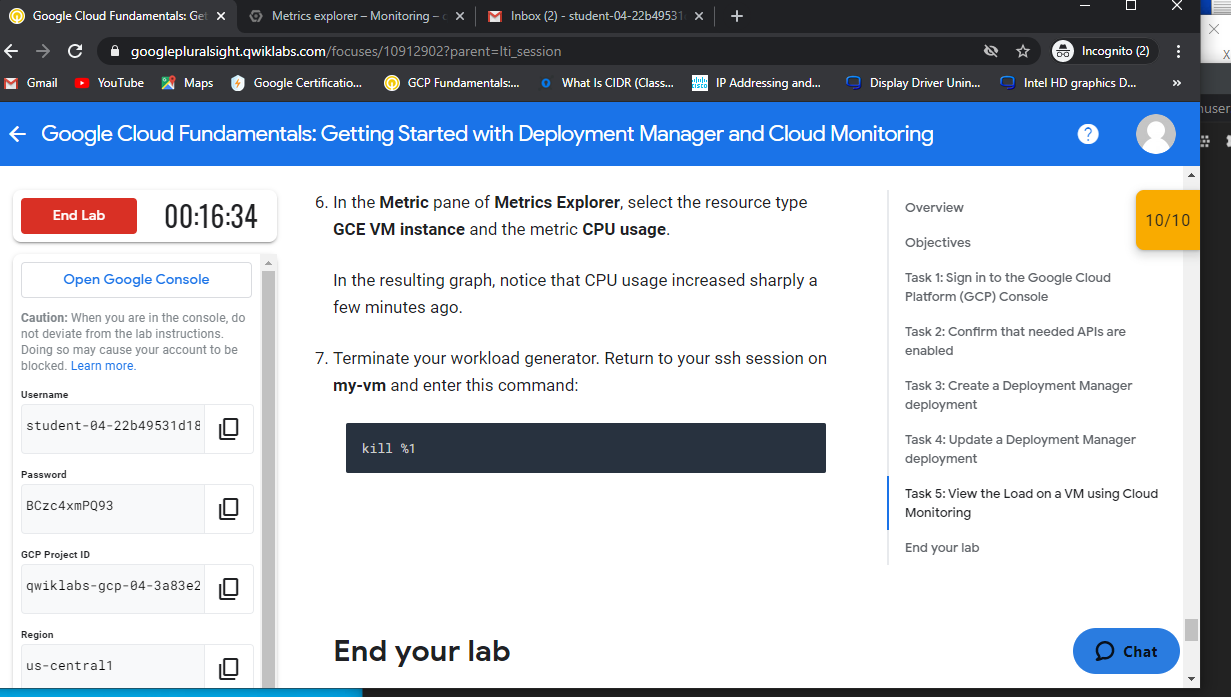 Google Cloud Fundamentals: Get
Metrics explorer – Monitoring –
Inbox (2) - student-04-22b49531
googlepluralsight.qwiklabs.com/focuses/10912902?parent=lti_session
Incognito (2)
Gmail
YouTube
Maps
Google Certificatio...
GCP Fundamentals:...
What Is CIDR (Class...
IP Addressing and...
Display Driver Unin...
Intel HD graphics D...
»
Google Cloud Fundamentals: Getting Started with Deployment Manager and Cloud Monitoring
?
End Lab
00:16:34
Open Google Console
Caution: When you are in the console, do
not deviate from the lab instructions.
Doing so may cause your account to be
blocked. Learn more.
Username
student-04-22b49531d18
Password
BCzc4xmPQ93
GCP Project ID
qwiklabs-gcp-04-3a83e2
Region
us-central1
6. In the Metric pane of Metrics Explorer, select the resource type
GCE VM instance and the metric CPU usage.
In the resulting graph, notice that CPU usage increased sharply a
few minutes ago.
7. Terminate your workload generator. Return to your ssh session on
my-vm and enter this command:
kill %1
End your lab
Overview
Objectives
Task 1: Sign in to the Google Cloud
Platform (GCP) Console
Task 2: Confirm that needed APIs are
enabled
Task 3: Create a Deployment Manager
deployment
Task 4: Update a Deployment Manager
deployment
Task 5: View the Load on a VM using Cloud
Monitoring
End your lab
10/10
Chat